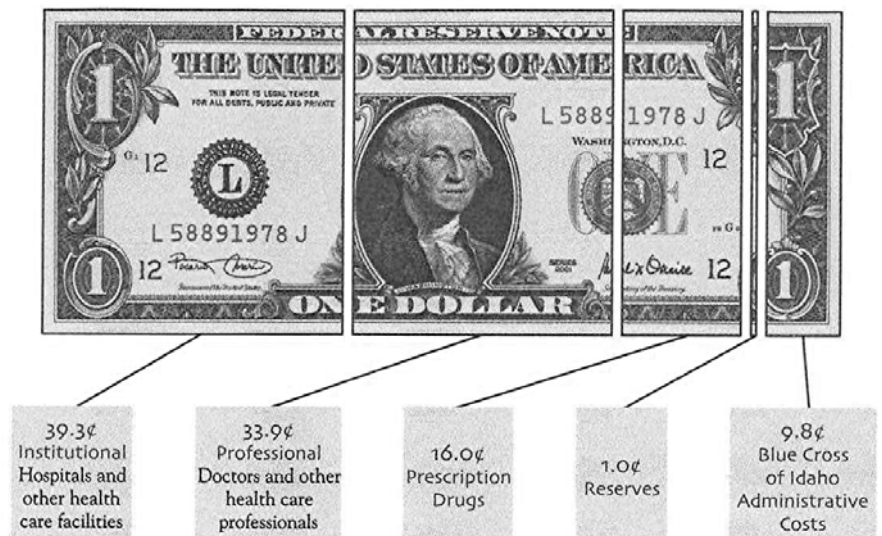 FEDERAL RESERVE NOTE
THE UNITED STATES OF AMERICA
THIS NOTE IS LEGAL TENDER
FOR ALL DEBTS, PUBLIC AND PRIVATE
L 58891978 J
WASHINGTON, D.C.
1
1
12
12
L
ONE
L 58891978 J
SERIES
2001
12
12
1
1
ONE DOLLAR
39.3¢
Institutional
Hospitals and
other health
care facilities
33.9¢
Professional
Doctors and other
health care
professionals
16.0¢
Prescription
Drugs
1.0¢
Reserves
9.8¢
Blue Cross
of Idaho
Administrative
Costs